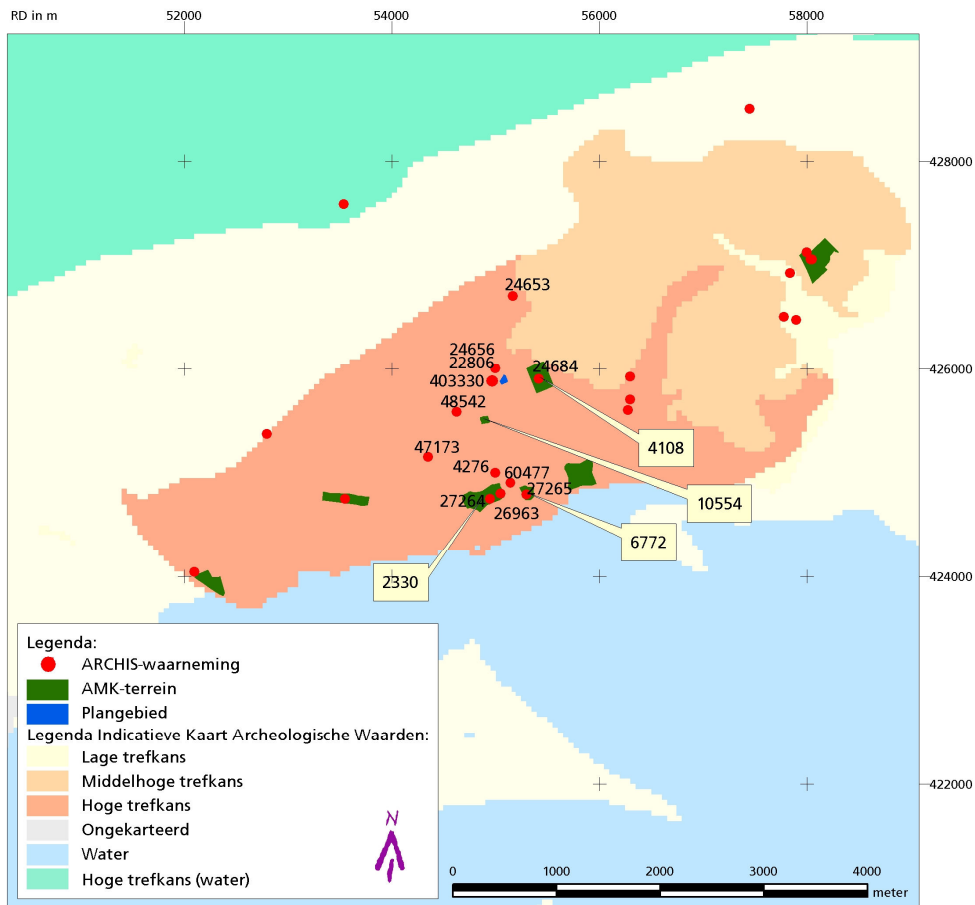 RD in m
52000
54000
56000
58000
428000
24653
24656
22806
426000
403330
24684
48542
4108
47173
4276
60477
27265
27264
26963
10554
6772
2330
424000
Legenda:
ARCHIS-waarneming
AMK-terrein
Plangebied
Legenda Indicatieve Kaart Archeologische Waarden:
Lage trefkans
Middelhoge trefkans
Hoge trefkans
Ongekarteerd
Water
Hoge trefkans (water)
422000
N
0 1000 2000 3000 4000
meter